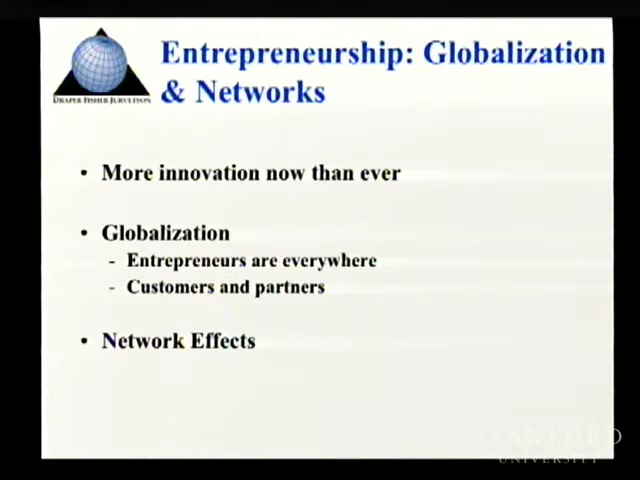 Entrepreneurship: Globalization
& Networks
DRAPER FISHER JURVETSON
• More innovation now than ever
• Globalization
- Entrepreneurs are everywhere
- Customers and partners
• Network Effects
STANFORD
UNIVERSITY